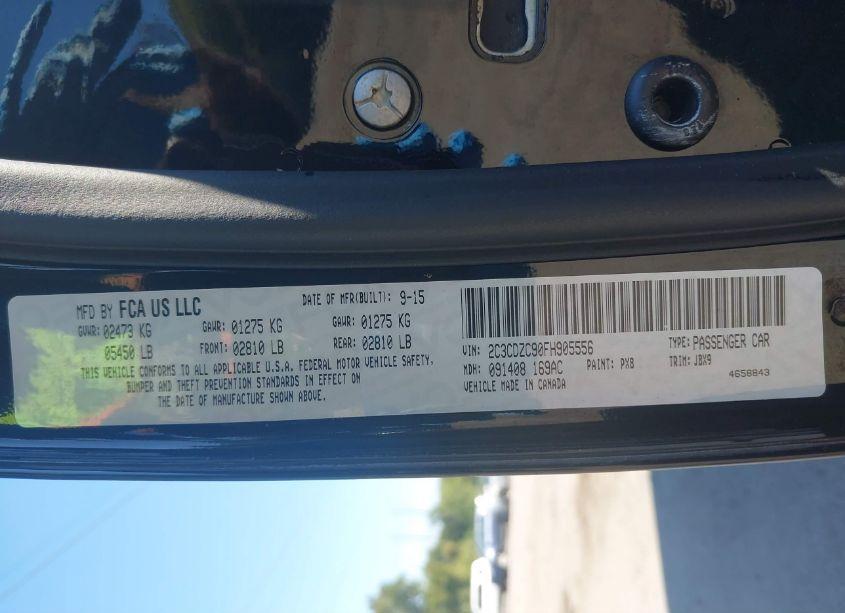 MFD BY FCA US LLC DATE OF MFR(BUILT): 9-15
GVWR: 02473 KG GAWR: 01275 KG GAWR: 01275 KG
05450 LB FRONT: 02810 LB REAR: 02810 LB
THIS VEHICLE CONFORMS TO ALL APPLICABLE U.S.A. FEDERAL MOTOR VEHICLE SAFETY,
BUMPER AND THEFT PREVENTION STANDARDS IN EFFECT ON
THE DATE OF MANUFACTURE SHOWN ABOVE.
VIN: 2C3CDZC90FH905556 TYPE: PASSENGER CAR
MDH: 091408 169AC PAINT: PX8 TRIM: JBX9
VEHICLE MADE IN CANADA 4658843